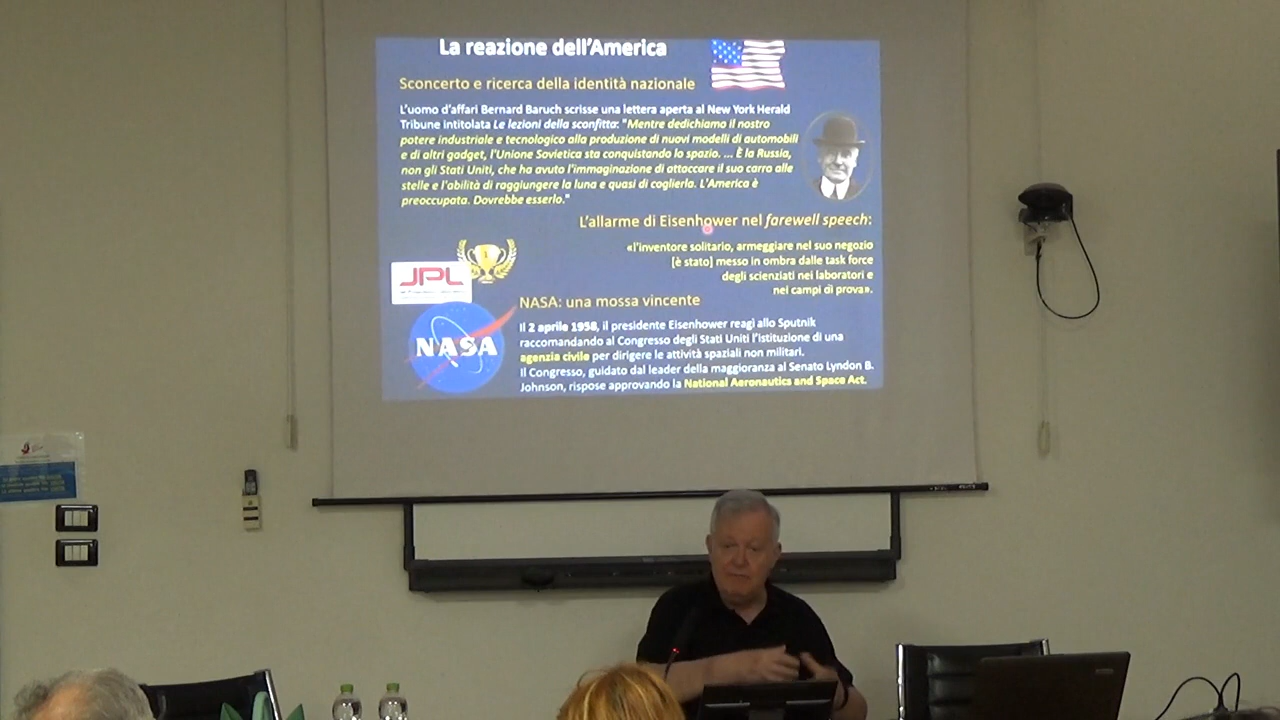 La reazione dell'America
Sconcerto e ricerca della identità nazionale
L'uomo d'affari Bernard Baruch scrisse una lettera aperta al New York Herald
Tribune intitolata Le lezioni della sconfitta: "Mentre dedichiamo il nostro
potere industriale e tecnologico alla produzione di nuovi modelli di automobili
e di altri gadget, l'Unione Sovietica sta conquistando lo spazio. ... È la Russia,
non gli Stati Uniti, che ha avuto l'immaginazione di attaccare il suo carro alle
stelle e l'abilità di raggiungere la luna e quasi di coglierla. L'America è
preoccupata. Dovrebbe esserlo."
L'allarme di Eisenhower nel farewell speech:
«l'inventore solitario, armeggiare nel suo negozio
[è stato] messo in ombra dalle task force
degli scienziati nei laboratori e
nei campi di prova».
1
JPL
NASA: una mossa vincente
NASA
Il 2 aprile 1958, il presidente Eisenhower reagì allo Sputnik
raccomandando al Congresso degli Stati Uniti l'istituzione di una
agenzia civile per dirigere le attività spaziali non militari.
Il Congresso, guidato dal leader della maggioranza al Senato Lyndon B.
Johnson, rispose approvando la National Aeronautics and Space Act.